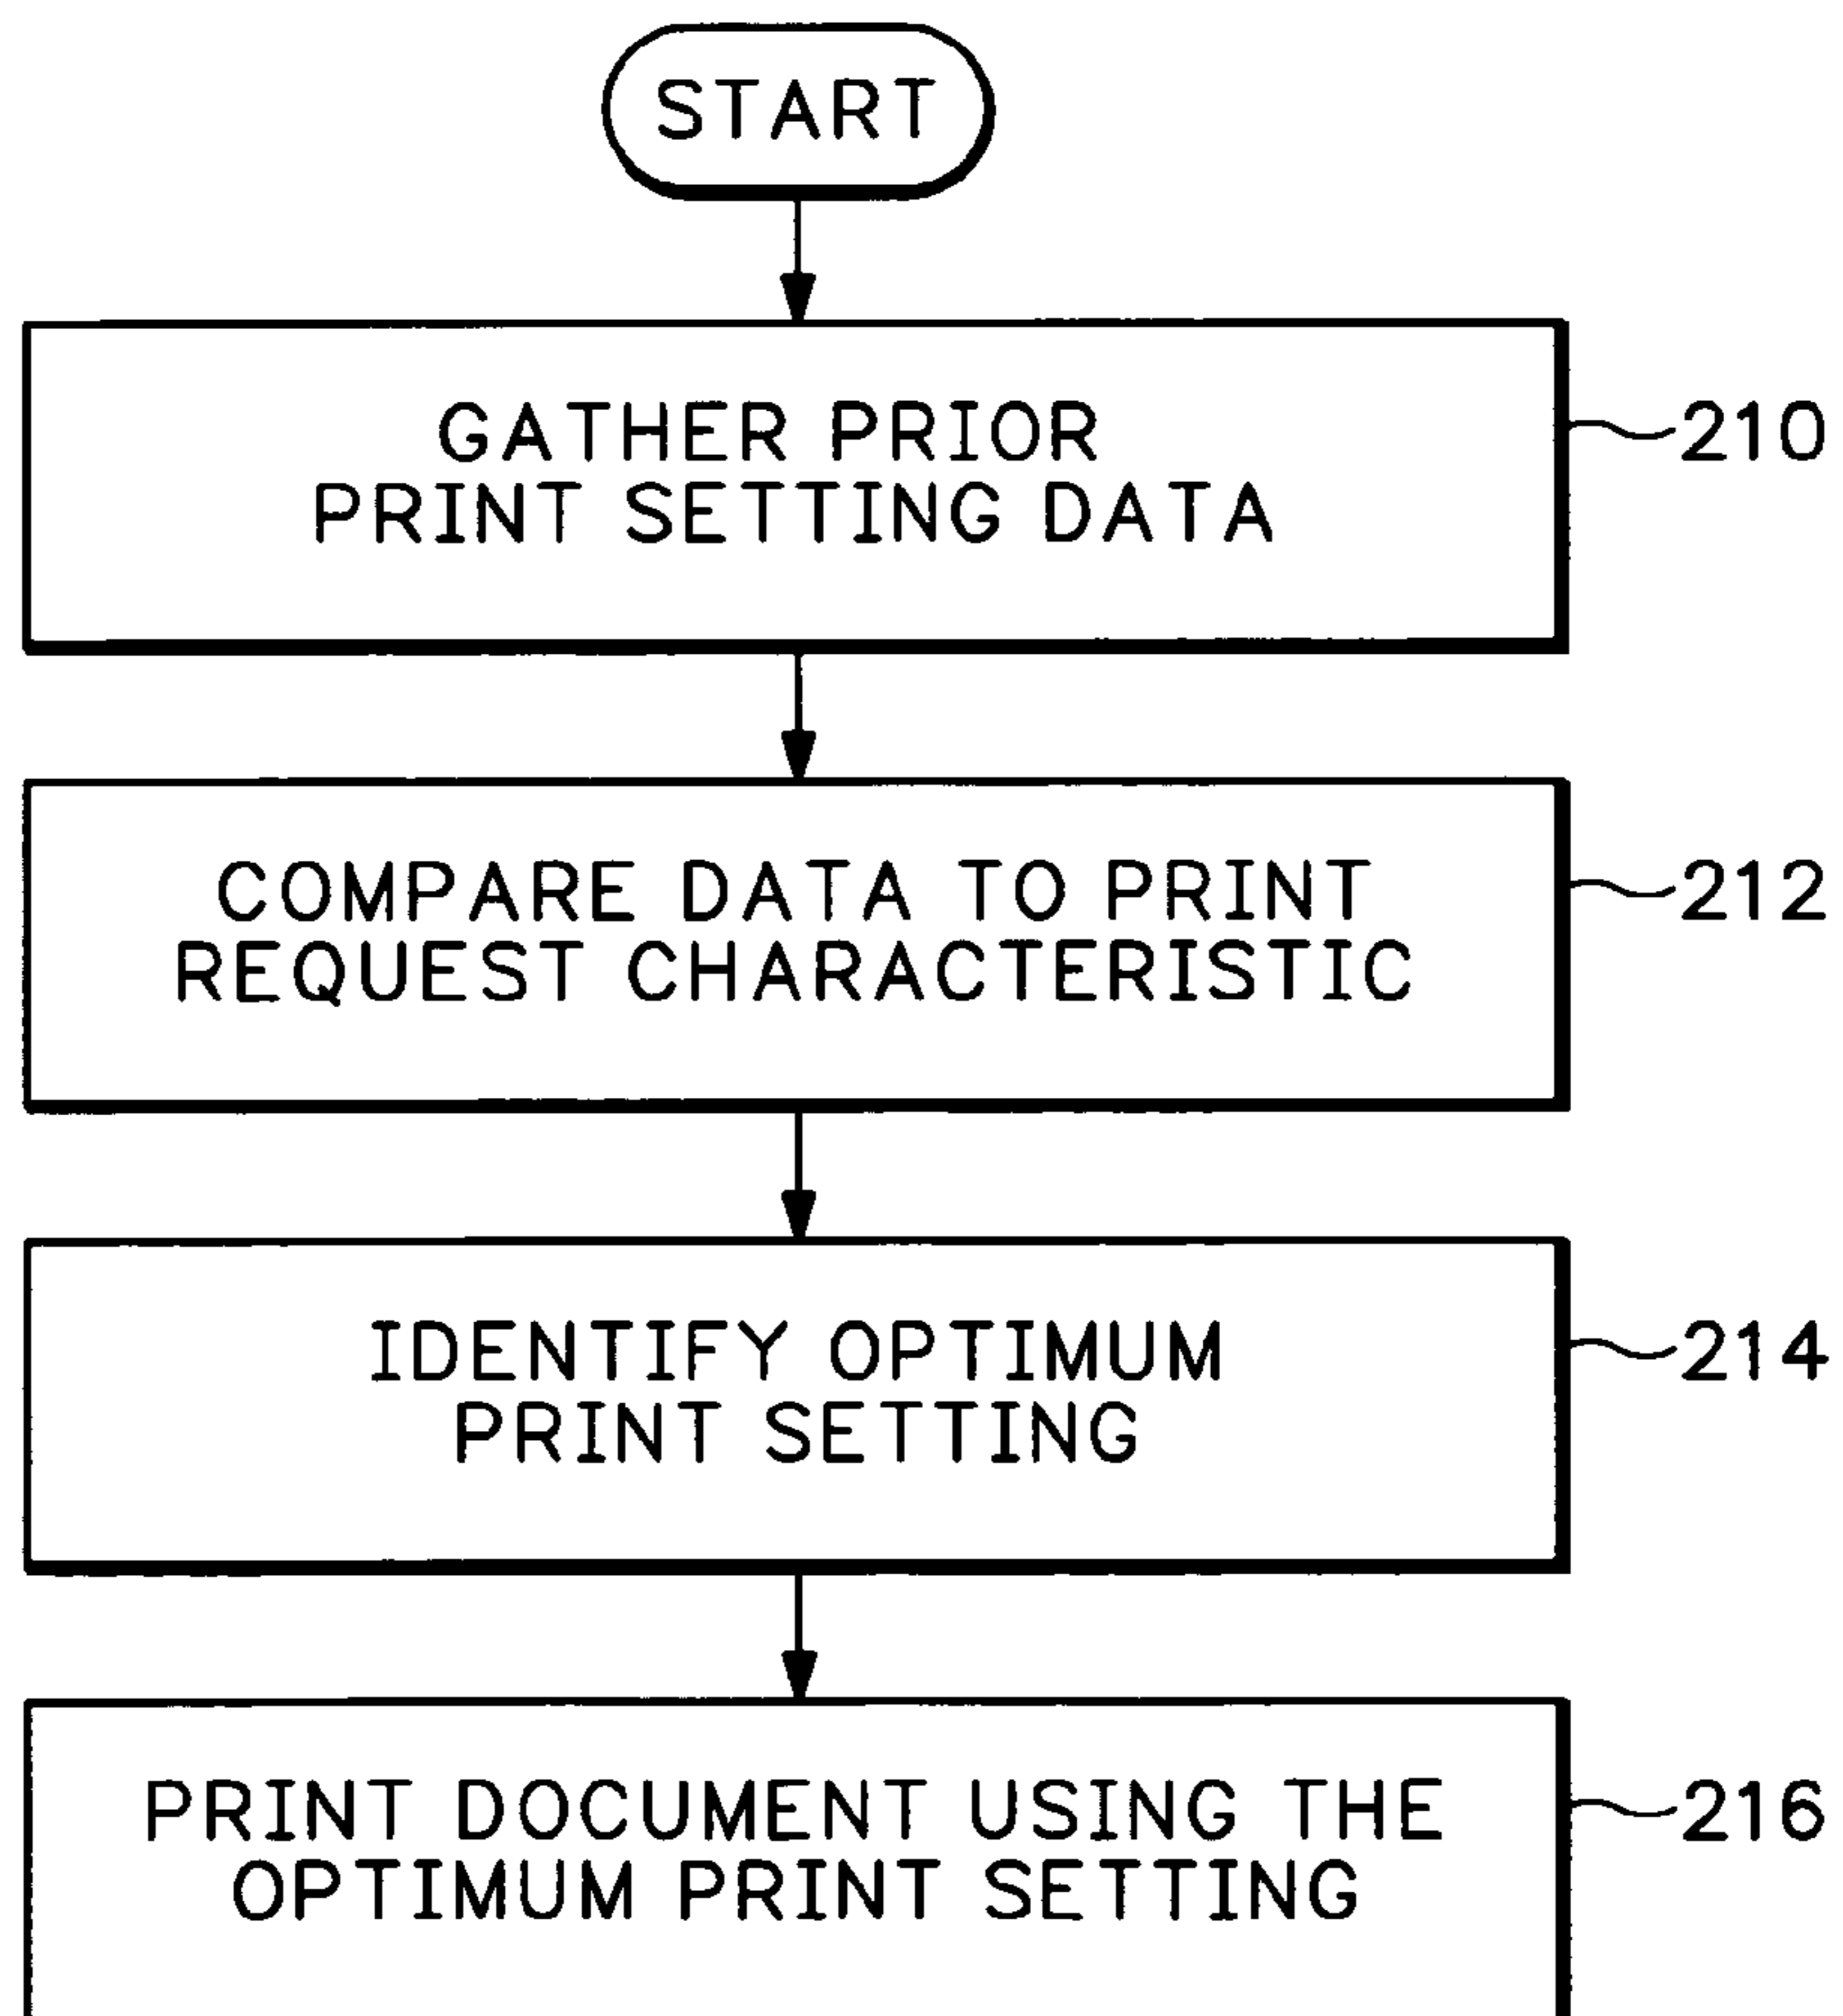 START
GATHER PRIOR
PRINT SETTING DATA
210
COMPARE DATA TO PRINT
REQUEST CHARACTERISTIC
212
IDENTIFY OPTIMUM
PRINT SETTING
214
PRINT DOCUMENT USING THE
OPTIMUM PRINT SETTING
216